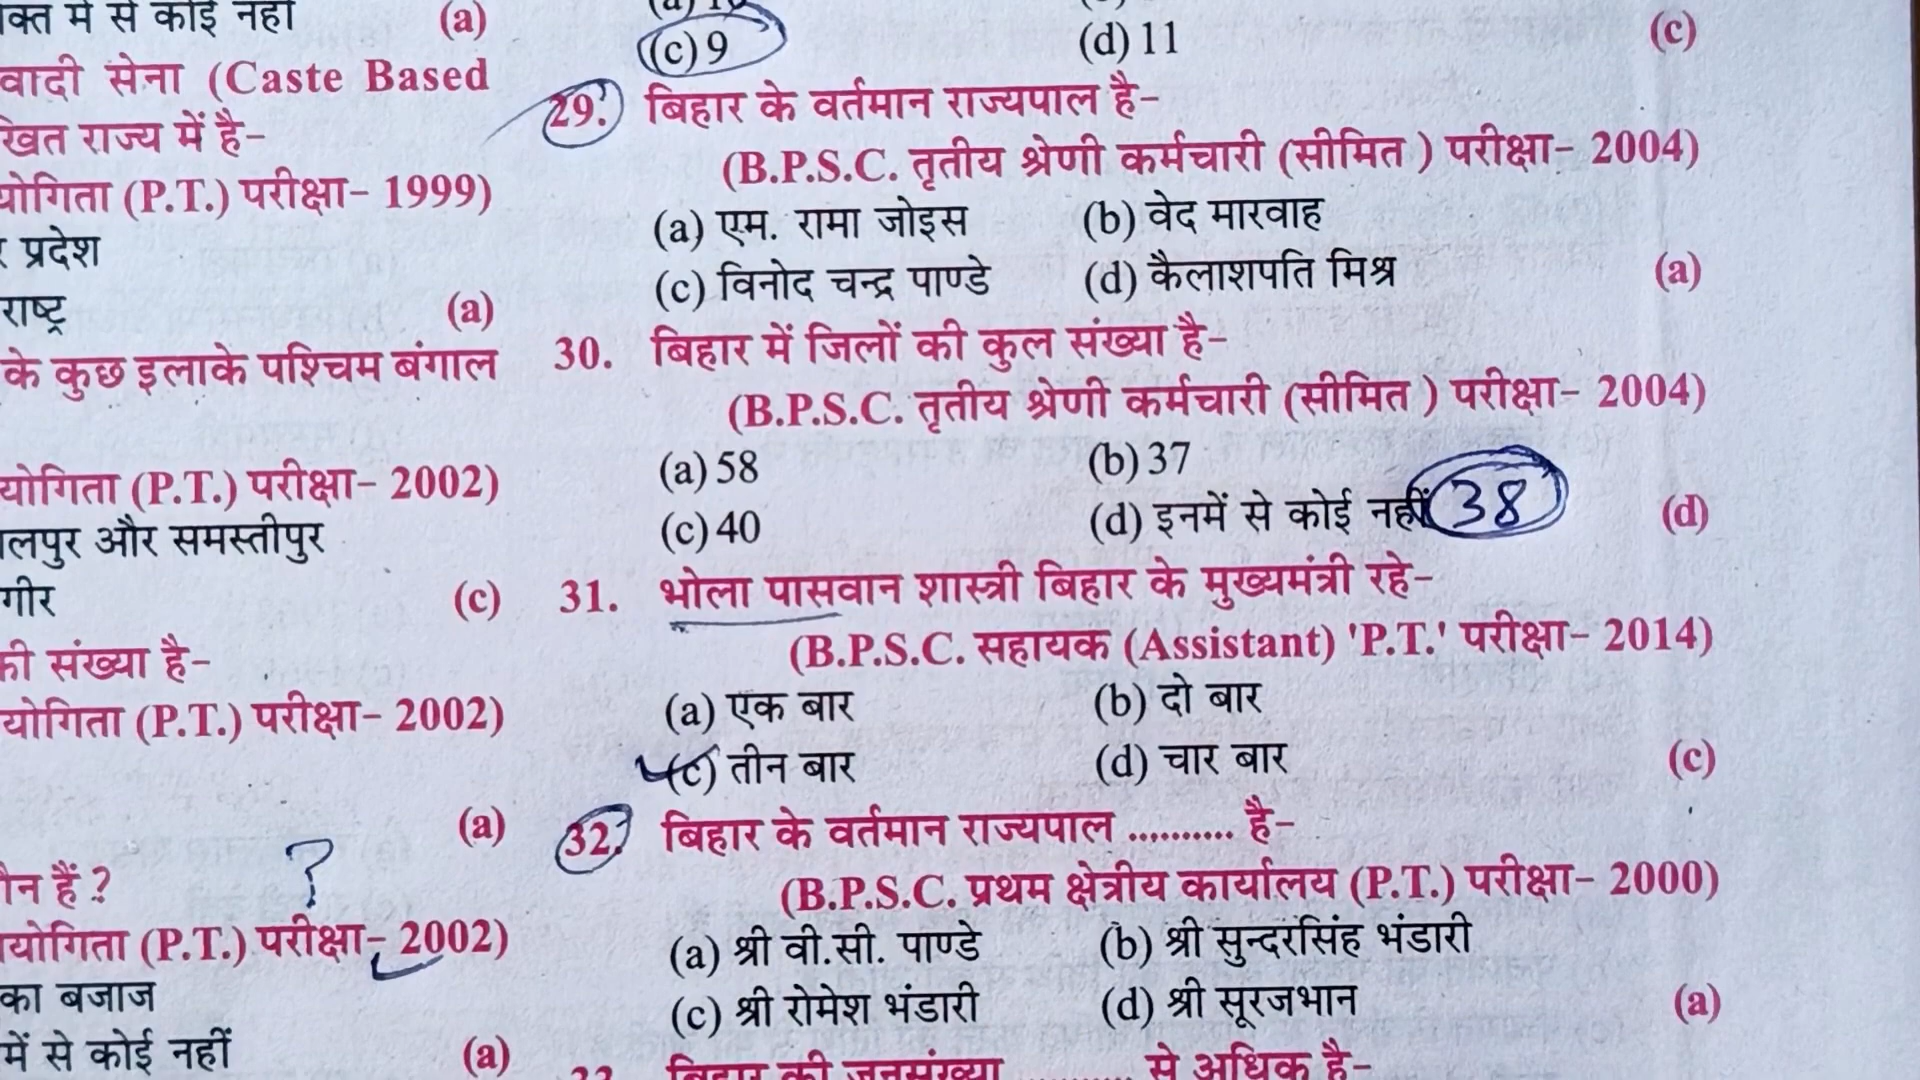 क्त में से कोई नहीं (a)
वादी सेना (Caste Based
खित राज्य में है-
योगिता (P.T.) परीक्षा- 1999)
र प्रदेश
राष्ट्र (a)
के कुछ इलाके पश्चिम बंगाल
योगिता (P.T.) परीक्षा- 2002)
लपुर और समस्तीपुर
गीर (c)
की संख्या है-
योगिता (P.T.) परीक्षा- 2002)
(a)
?
हैं ?
योगिता (P.T.) परीक्षा- 2002)
का बजाज
में से कोई नहीं (a)
(c) 9 (d) 11 (c)
29. बिहार के वर्तमान राज्यपाल है-
(B.P.S.C. तृतीय श्रेणी कर्मचारी (सीमित ) परीक्षा- 2004)
(a) एम. रामा जोइस (b) वेद मारवाह
(c) विनोद चन्द्र पाण्डे (d) कैलाशपति मिश्र (a)
30. बिहार में जिलों की कुल संख्या है-
(B.P.S.C. तृतीय श्रेणी कर्मचारी (सीमित ) परीक्षा- 2004)
(a) 58 (b) 37
(c) 40 (d) इनमें से कोई नहीं 38 (d)
31. भोला पासवान शास्त्री बिहार के मुख्यमंत्री रहे-
(B.P.S.C. सहायक (Assistant) 'P.T.' परीक्षा- 2014)
(a) एक बार (b) दो बार
(c) तीन बार (d) चार बार (c)
32. बिहार के वर्तमान राज्यपाल .......... है-
(B.P.S.C. प्रथम क्षेत्रीय कार्यालय (P.T.) परीक्षा- 2000)
(a) श्री वी.सी. पाण्डे (b) श्री सुन्दरसिंह भंडारी
(c) श्री रोमेश भंडारी (d) श्री सूरजभान (a)
बिहार की जनसंख्या .......... से अधिक है-